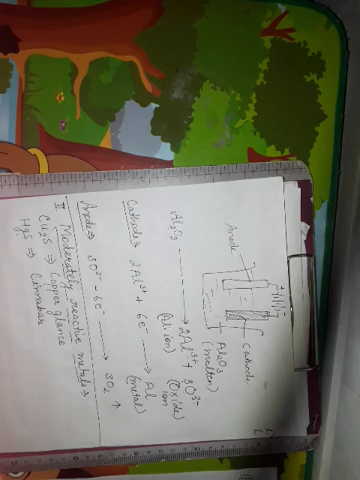 Anode
Cathode
Al2O3
(molten)
Al2O3 -----→ 2Al3+ + 3O3-
(Al ion) (Oxide) ion
Cathode⇒ 2Al3+ + 6e- ⟶ Al
(metal)
Anode⇒ 3O2- - 6e- ⟶ 3O2 ↑
II Moderately reactive metals⇒
Cu2S ⇒ Copper glance
HgS ⇒ Cinnabar